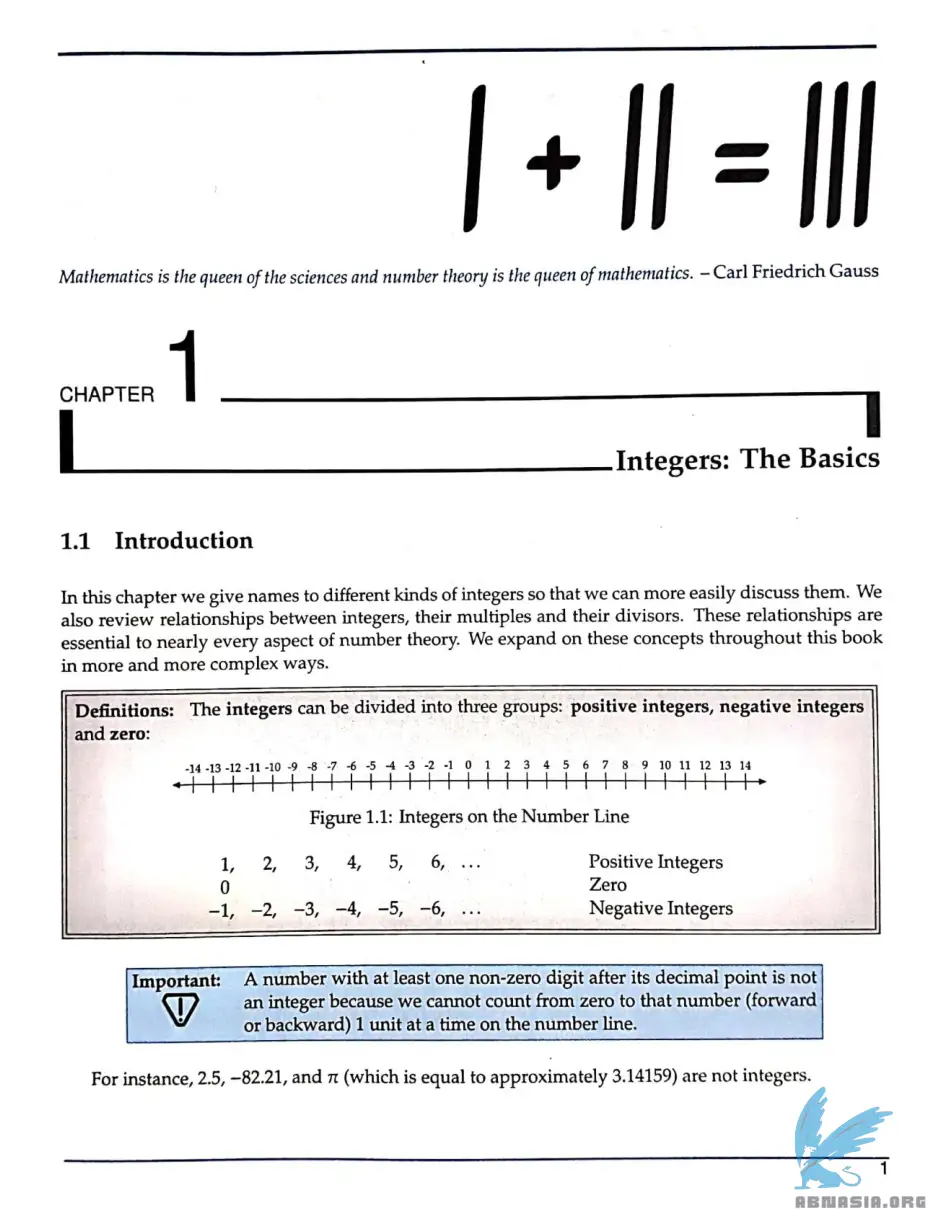 | + || = |||
Mathematics is the queen of the sciences and number theory is the queen of mathematics. – Carl Friedrich Gauss
CHAPTER 1
Integers: The Basics
1.1 Introduction
In this chapter we give names to different kinds of integers so that we can more easily discuss them. We
also review relationships between integers, their multiples and their divisors. These relationships are
essential to nearly every aspect of number theory. We expand on these concepts throughout this book
in more and more complex ways.
Definitions: The integers can be divided into three groups: positive integers, negative integers
and zero:
-14 -13 -12 -11 -10 -9 -8 -7 -6 -5 -4 -3 -2 -1 0 1 2 3 4 5 6 7 8 9 10 11 12 13 14
Figure 1.1: Integers on the Number Line
1, 2, 3, 4, 5, 6, ... Positive Integers
0 Zero
−1, −2, −3, −4, −5, −6, ... Negative Integers
Important: A number with at least one non-zero digit after its decimal point is not
an integer because we cannot count from zero to that number (forward
or backward) 1 unit at a time on the number line.
For instance, 2.5, −82.21, and π (which is equal to approximately 3.14159) are not integers.
1
ABNASIA.ORG